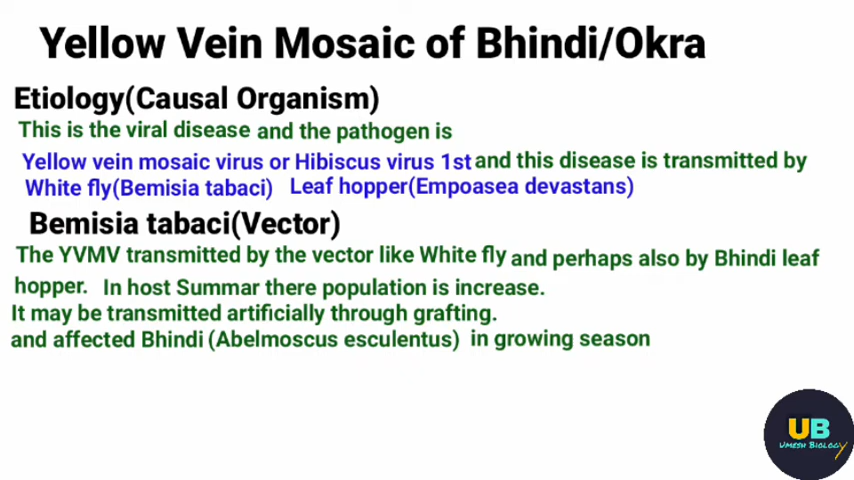 Yellow Vein Mosaic of Bhindi/Okra
Etiology(Causal Organism)
This is the viral disease and the pathogen is
Yellow vein mosaic virus or Hibiscus virus 1st and this disease is transmitted by
White fly(Bemisia tabaci) Leaf hopper(Empoasea devastans)
Bemisia tabaci(Vector)
The YVMV transmitted by the vector like White fly and perhaps also by Bhindi leaf
hopper. In host Summar there population is increase.
It may be transmitted artificially through grafting.
and affected Bhindi (Abelmoscus esculentus) in growing season
UB
Umesh Biology